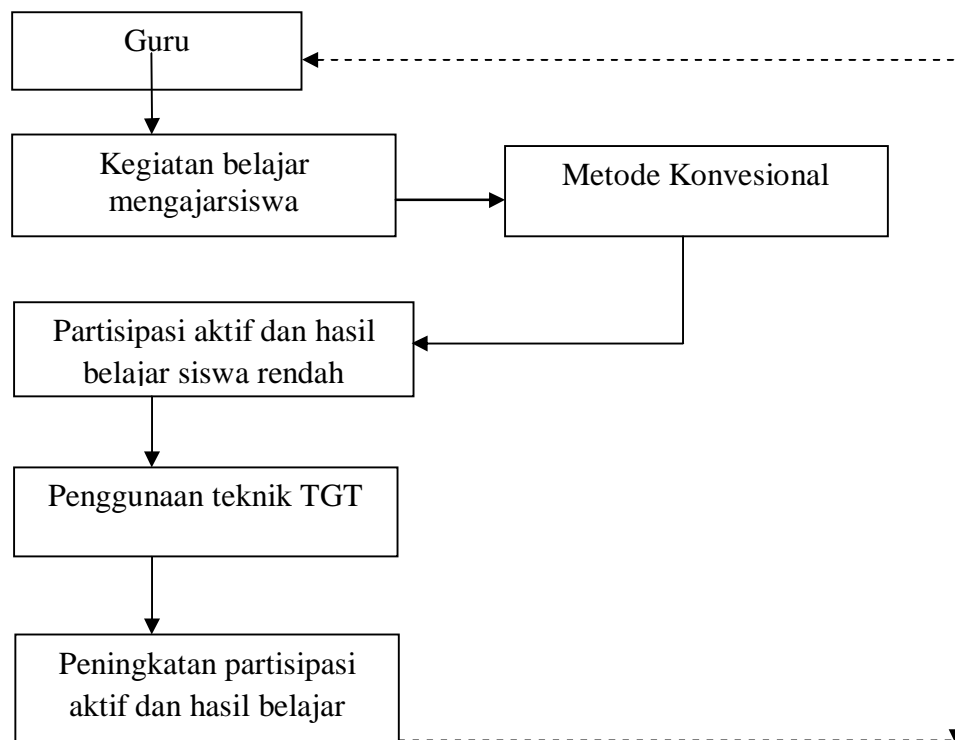 Guru
Kegiatan belajar
mengajarsiswa
Metode Konvesional
Partisipasi aktif dan hasil
belajar siswa rendah
Penggunaan teknik TGT
Peningkatan partisipasi
aktif dan hasil belajar